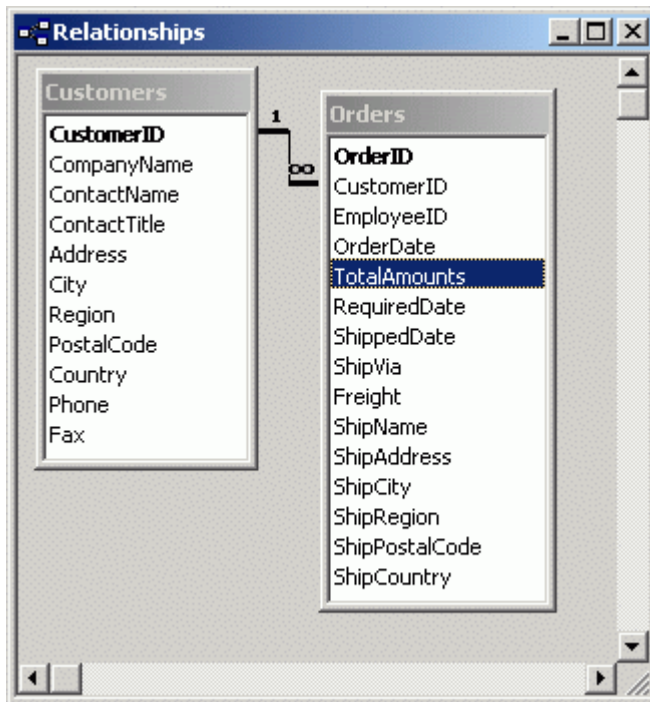 Relationships
Customers
CustomerID
CompanyName
ContactName
ContactTitle
Address
City
Region
PostalCode
Country
Phone
Fax
1
∞
Orders
OrderID
CustomerID
EmployeeID
OrderDate
TotalAmounts
RequiredDate
ShippedDate
ShipVia
Freight
ShipName
ShipAddress
ShipCity
ShipRegion
ShipPostalCode
ShipCountry